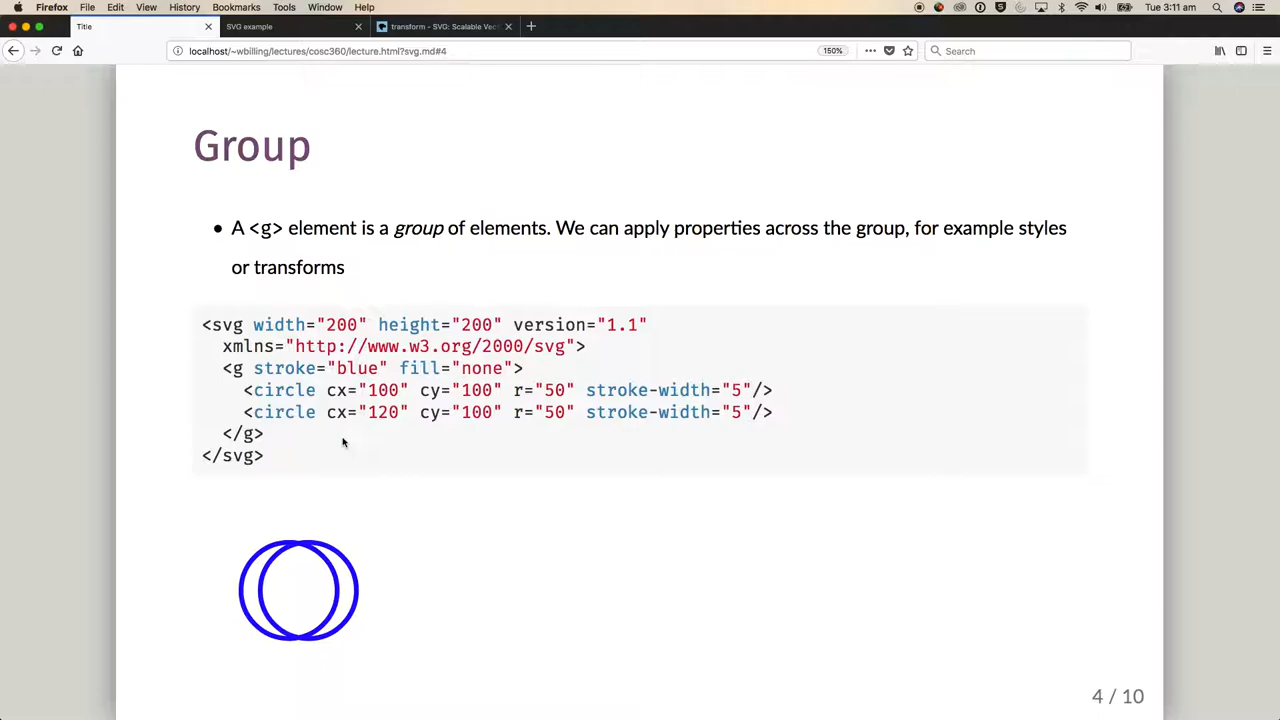 Firefox File Edit View History Bookmarks Tools Window Help Tue 3:11 am
Title SVG example transform - SVG: Scalable Vec
localhost/~wbilling/lectures/cosc360/lecture.html?svg.md#4 150% Search
Group
• A <g> element is a group of elements. We can apply properties across the group, for example styles
or transforms
<svg width="200" height="200" version="1.1"
xmlns="http://www.w3.org/2000/svg">
<g stroke="blue" fill="none">
<circle cx="100" cy="100" r="50" stroke-width="5"/>
<circle cx="120" cy="100" r="50" stroke-width="5"/>
</g>
</svg>
4 / 10